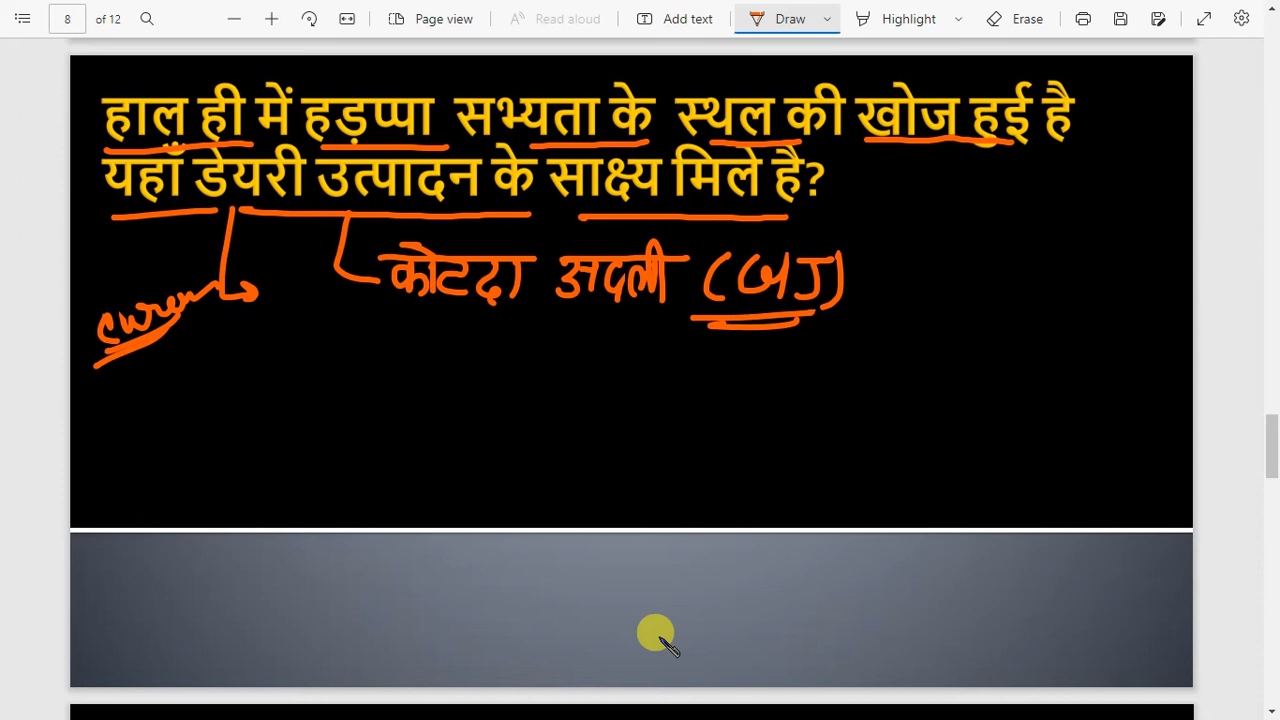 8 of 12 Page view Read aloud Add text Draw Highlight Erase
हाल ही में हड़प्पा सभ्यता के स्थल की खोज हुई है
यहाँ डेयरी उत्पादन के साक्ष्य मिले है?
कोटदा (GJ)